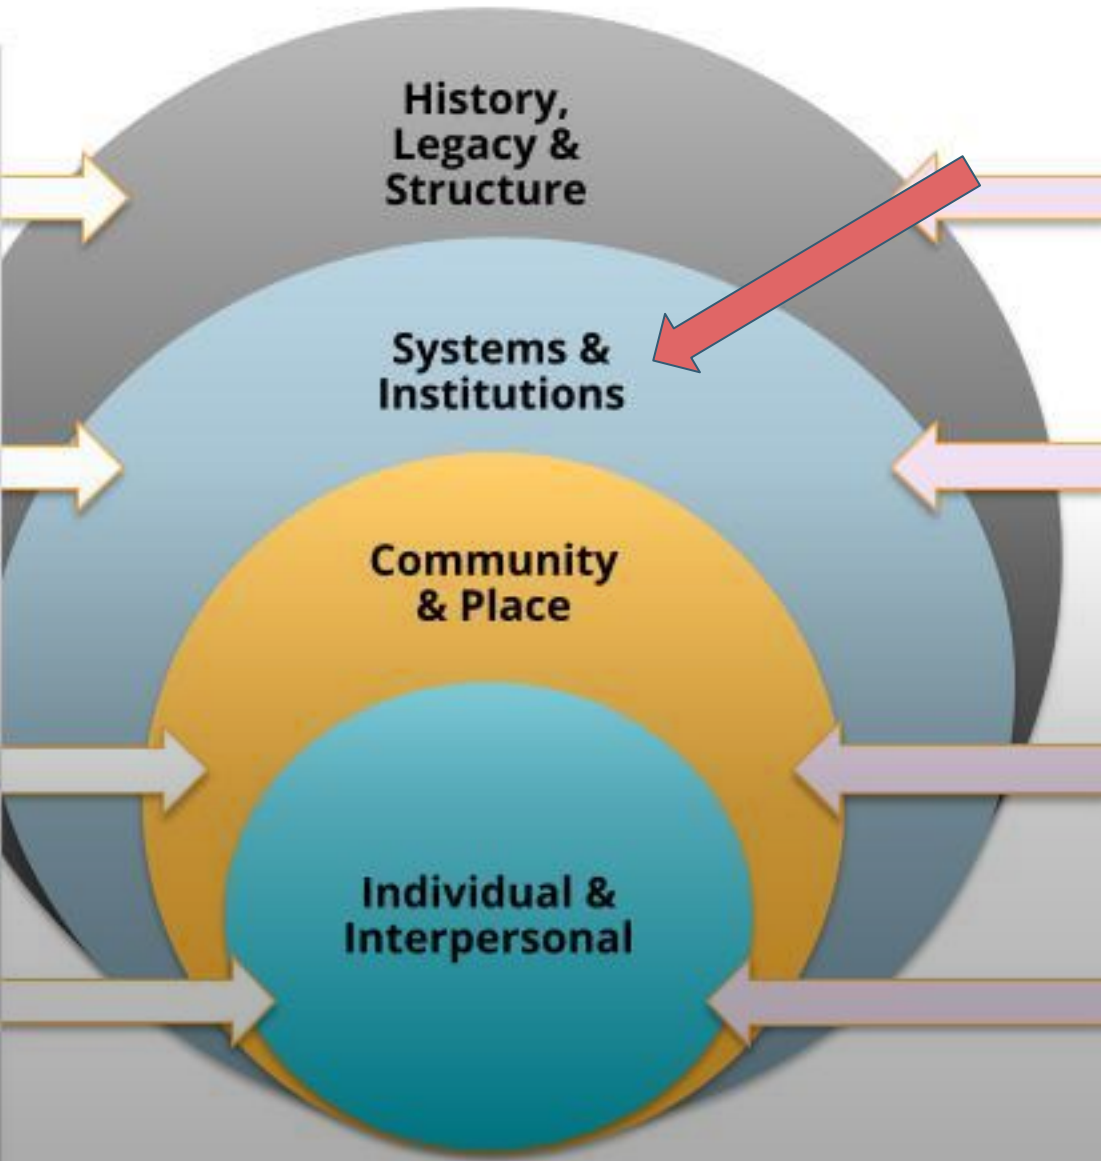 History,
Legacy &
Structure
Systems &
Institutions
Community
& Place
Individual &
Interpersonal